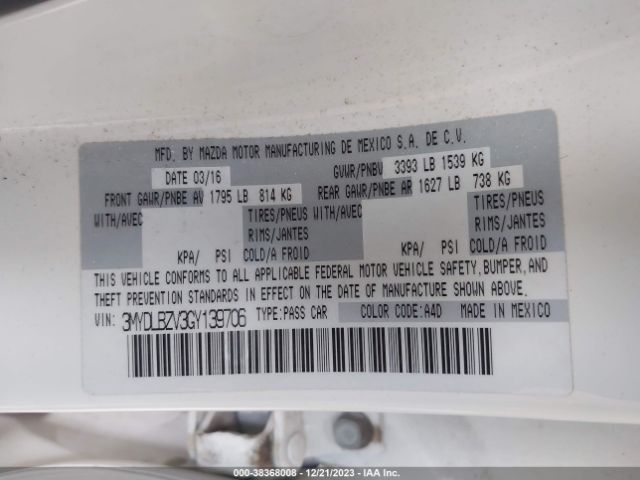 MFD. BY MAZDA MOTOR MANUFACTURING DE MEXICO S.A. DE C.V.
DATE 03/16 GVWR/PNBV 3393 LB 1539 KG
FRONT GAWR/PNBE AV 1795 LB 814 KG REAR GAWR/PNBE AR 1627 LB 738 KG
WITH/AVEC TIRES/PNEUS WITH/AVEC TIRES/PNEUS
RIMS/JANTES RIMS/JANTES
KPA/ PSI COLD/A FROID KPA/ PSI COLD/A FROID
THIS VEHICLE CONFORMS TO ALL APPLICABLE FEDERAL MOTOR VEHICLE SAFETY, BUMPER, AND
THEFT PREVENTION STANDARDS IN EFFECT ON THE DATE OF MANUFACTURE SHOWN ABOVE.
VIN: 3MYDLBZV3GY139706 TYPE:PASS CAR COLOR CODE:A4D MADE IN MEXICO
000-38368008 - 12/21/2023 - IAA Inc.